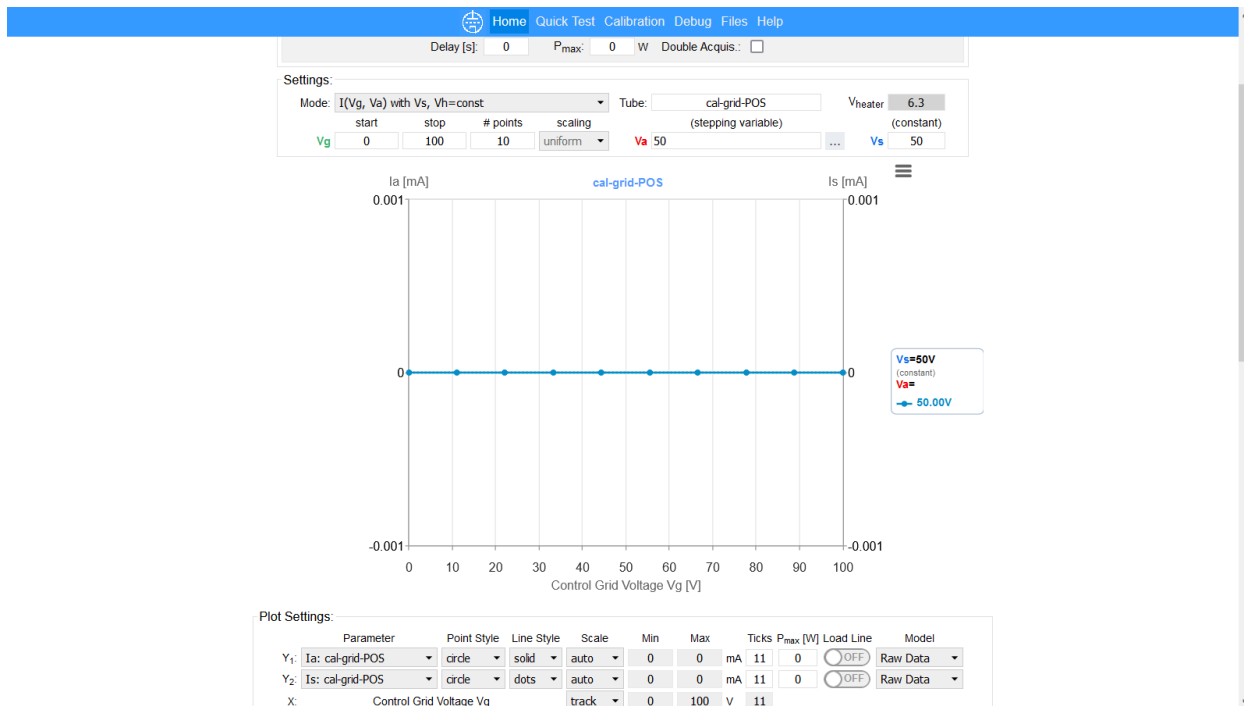 Home Quick Test Calibration Debug Files Help
Delay [s]: 0 Pmax: 0 W Double Acquis.:
Settings:
Mode: I(Vg, Va) with Vs, Vh=const Tube: cal-grid-POS Vheater 6.3
start stop # points scaling (stepping variable) (constant)
Vg 0 100 10 uniform Va 50 ... Vs 50
Ia [mA] cal-grid-POS Is [mA]
0.001 0.001
0 0
Vs=50V
(constant)
Va=
50.00V
-0.001 -0.001
0 10 20 30 40 50 60 70 80 90 100
Control Grid Voltage Vg [V]
Plot Settings:
Parameter Point Style Line Style Scale Min Max Ticks Pmax [W] Load Line Model
Y1: Ia: cal-grid-POS circle solid auto 0 0 mA 11 0 OFF Raw Data
Y2: Is: cal-grid-POS circle dots auto 0 0 mA 11 0 OFF Raw Data
X: Control Grid Voltage Vg track 0 100 V 11